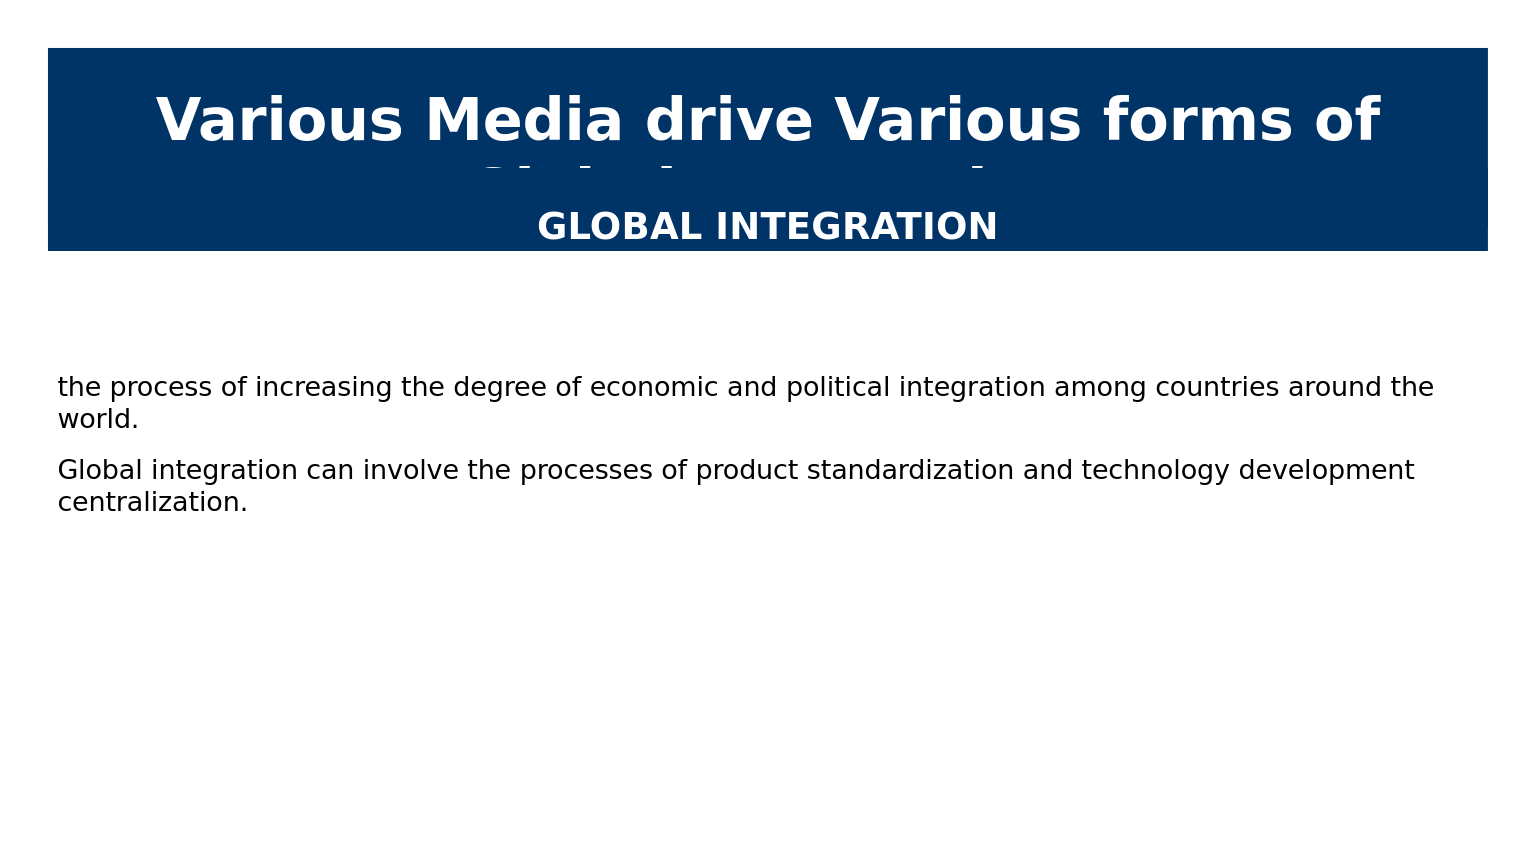 Various Media drive Various forms of
GLOBAL INTEGRATION
the process of increasing the degree of economic and political integration among countries around the
world.
Global integration can involve the processes of product standardization and technology development
centralization.